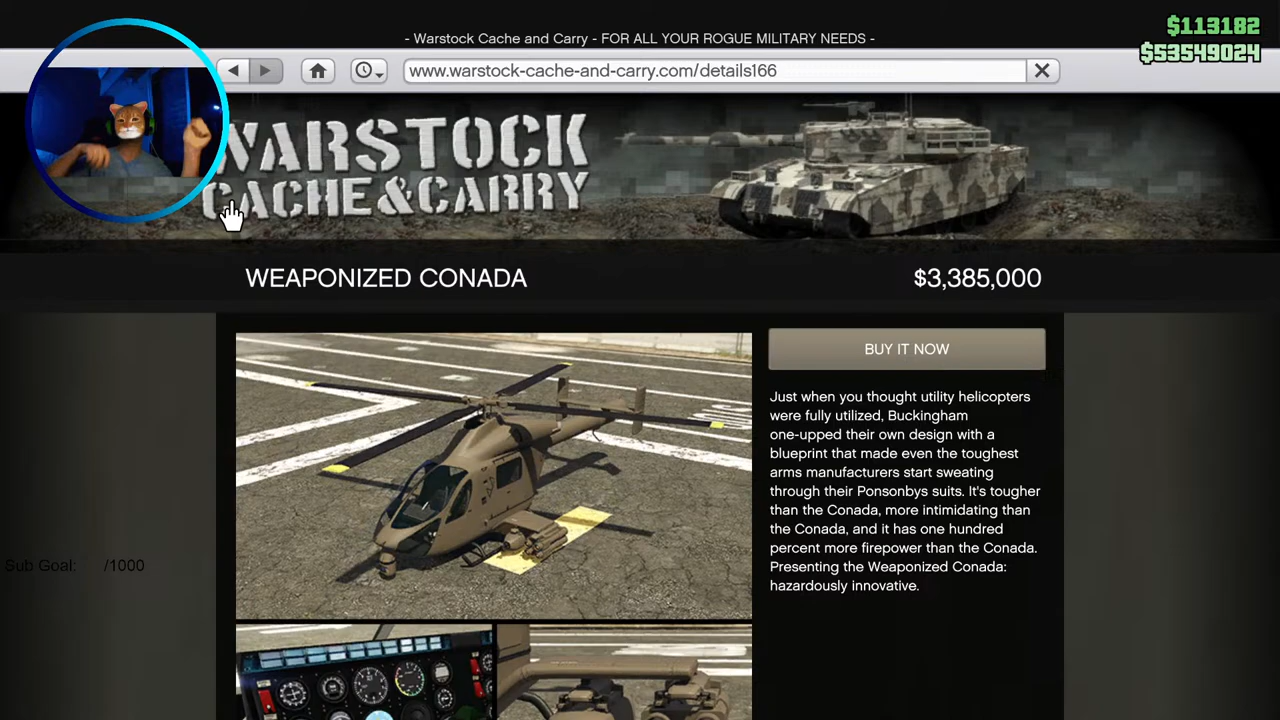 - Warstock Cache and Carry - FOR ALL YOUR ROGUE MILITARY NEEDS -
$113182
$53549024
www.warstock-cache-and-carry.com/details166
WARSTOCK
CACHE & CARRY
WEAPONIZED CONADA
$3,385,000
BUY IT NOW
Just when you thought utility helicopters
were fully utilized, Buckingham
one-upped their own design with a
blueprint that made even the toughest
arms manufacturers start sweating
through their Ponsonbys suits. It's tougher
than the Conada, more intimidating than
the Conada, and it has one hundred
percent more firepower than the Conada.
Presenting the Weaponized Conada:
hazardously innovative.
Sub Goal: /1000